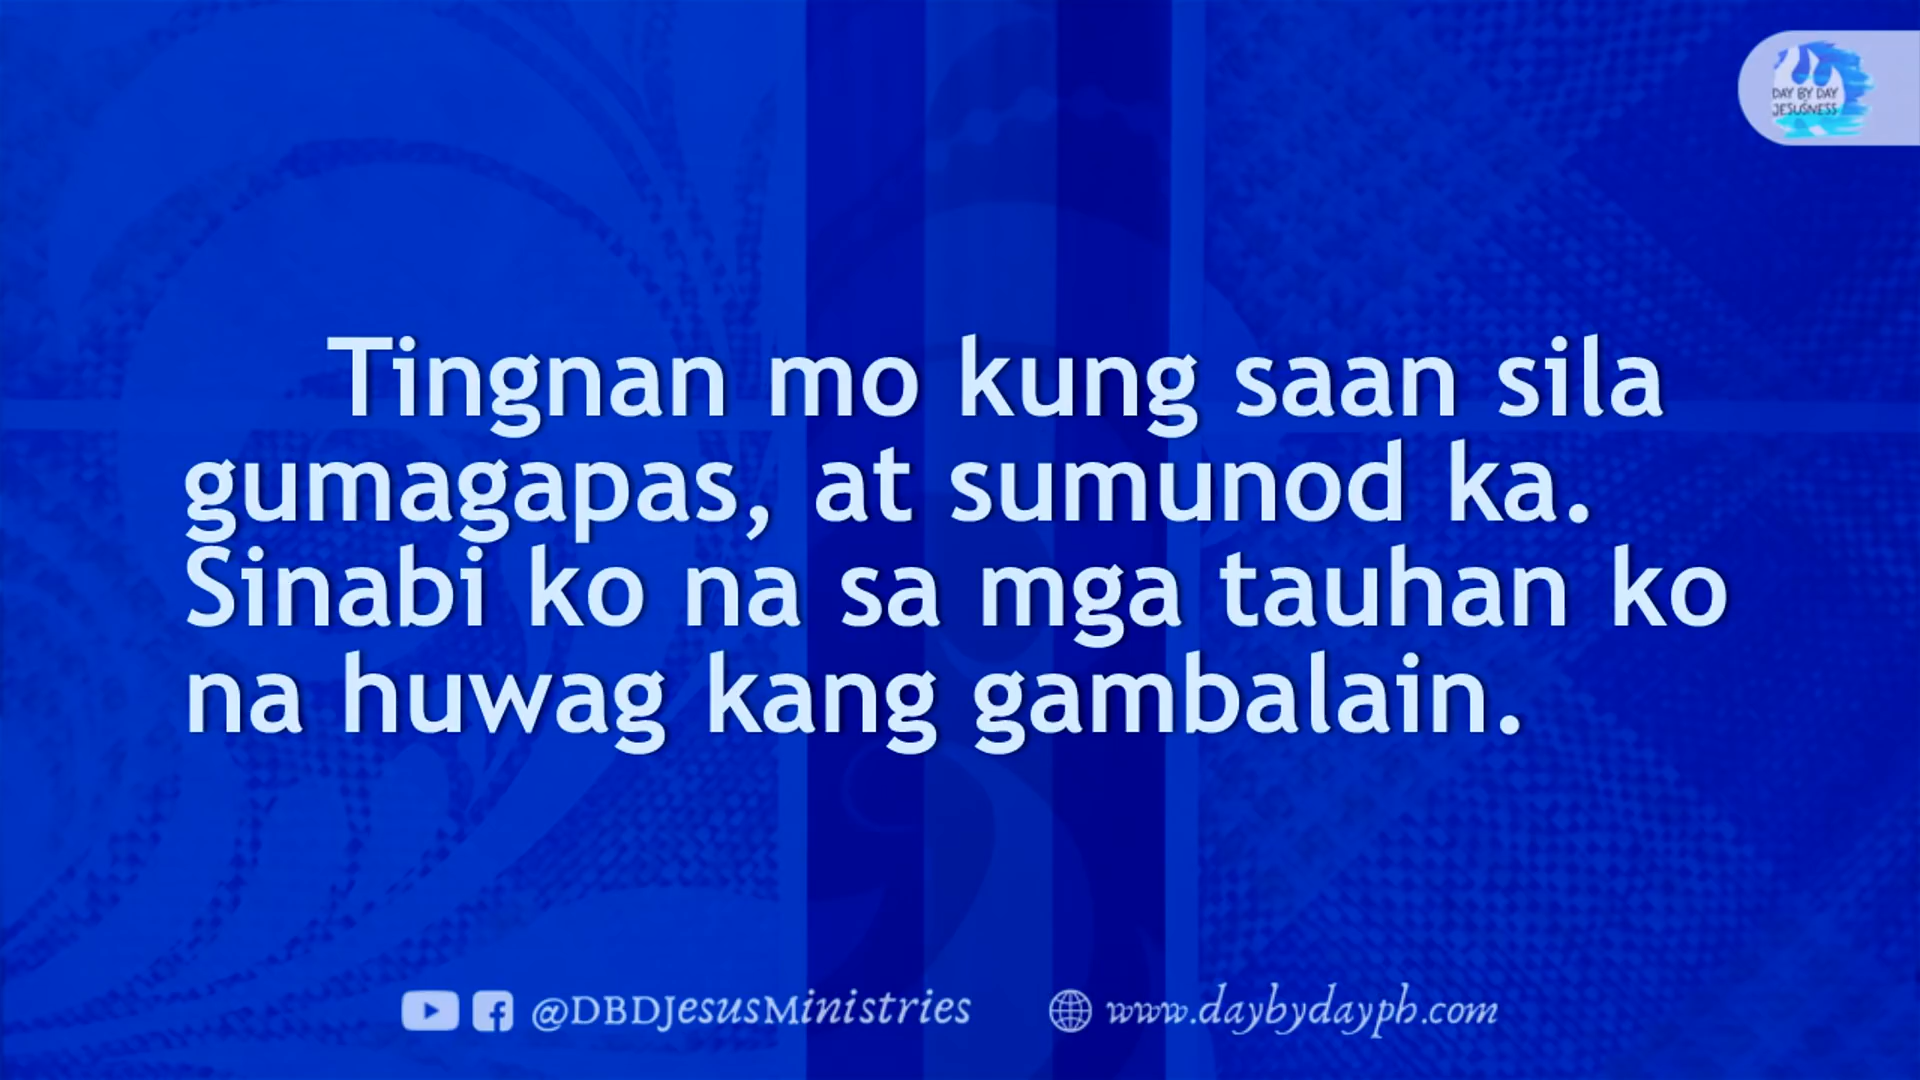 DAY BY DAY
JESUSNESS
Tingnan mo kung saan sila
gumagapas, at sumunod ka.
Sinabi ko na sa mga tauhan ko
na huwag kang gambalain.
@DBDJesusMinistries www.daybydayph.com